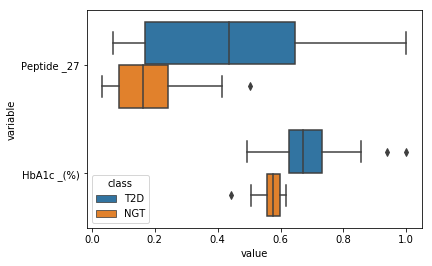 Peptide _27
HbA1c _(%)
variable
class
T2D
NGT
0.0 0.2 0.4 0.6 0.8 1.0
value